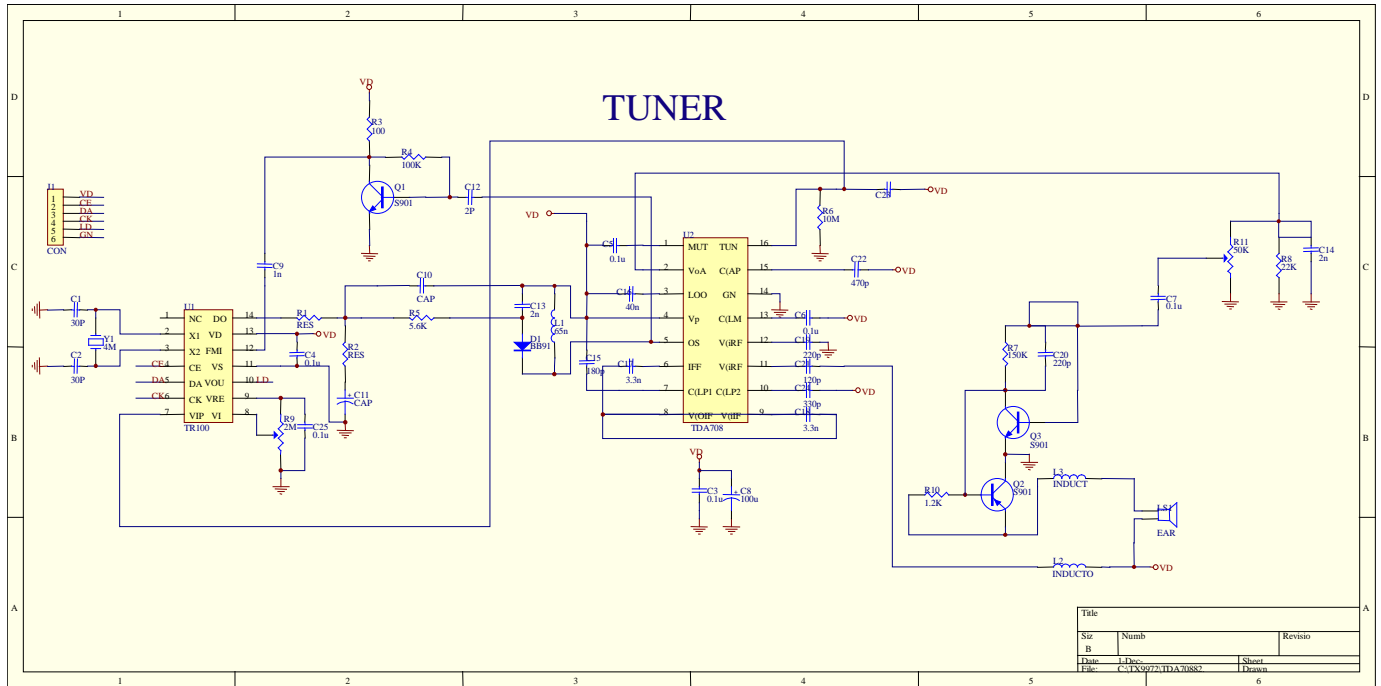 1 2 3 4 5 6
D D
TUNER
VD
R3
100
R4
100K
Q1
S901
C12
2P
J1
1 VD
2 CE
3 DA
4 CK
5 LD
6 GN
CON
C C
C9
1n
C1
30P
Y1
4M
C2
30P
U1
1 NC DO 14
2 X1 VD 13
3 X2 FMI 12
CE 4 CE VS 11
DA 5 DA VOU 10 LD
CK 6 CK VRE 9
7 VIP VI 8
TR100
R1
RES
VD
C4
0.1u
R2
RES
C11
CAP
R9
2M
C25
0.1u
C10
CAP
R5
5.6K
C13
2n
L1
65n
D1
BB91
VD
C5
0.1u
C16
40n
C15
180p
3.3n
U2
1 MUT TUN 16
2 VoA C(AP 15
3 LOO GN 14
4 Vp C(LM 13
5 OS V(iRF 12
6 IFF V(iRF 11
7 C(LP1 C(LP2 10
8 V(OIF V(iIF 9
TDA708
R6
10M
VD
C22
470p
VD
C6
0.1u
VD
220p
120p
330p
VD
3.3n
VD
C3
0.1u
C8
100u
R11
50K
R8
22K
C14
2n
C7
0.1u
R7
150K
C20
220p
Q3
S901
Q2
S901
R10
1.2K
L3
INDUCT
LS1
EAR
L2
INDUCTO
VD
B B
A A
Title
Siz Numb Revisio
B
Date 1-Dec- Sheet
File: C:\TX9972\TDA70882 Drawn
1 2 3 4 5 6